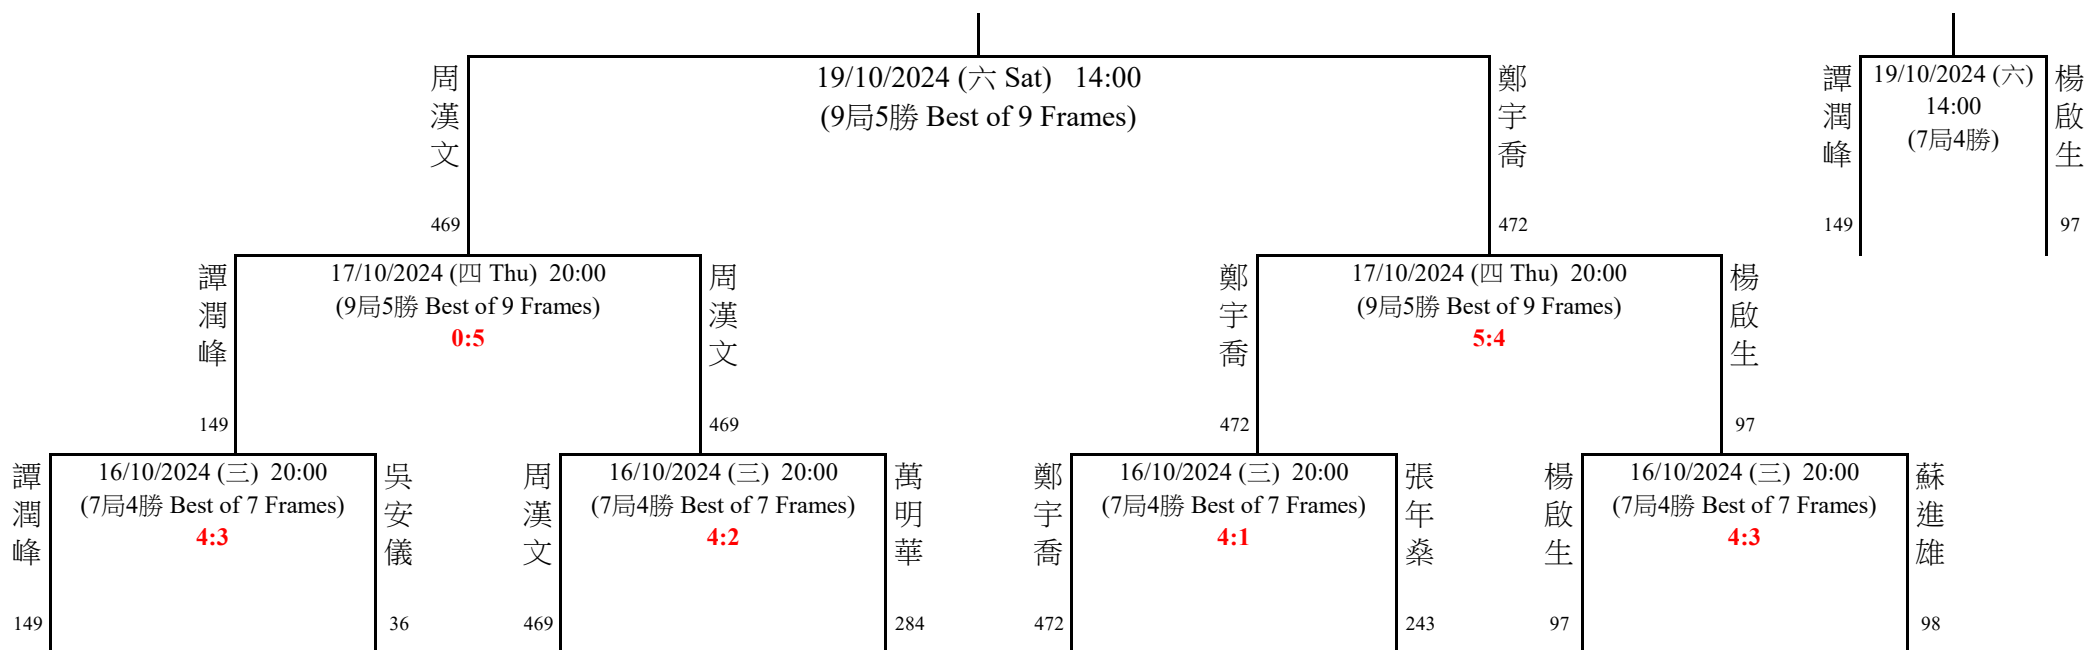 周漢文
469
19/10/2024 (六 Sat)   14:00
(9局5勝 Best of 9 Frames)
鄭宇喬
472
譚潤峰
149
19/10/2024 (六)
14:00
(7局4勝)
楊啟生
97
譚潤峰
149
17/10/2024 (四 Thu)  20:00
(9局5勝 Best of 9 Frames)
0:5
周漢文
469
鄭宇喬
472
17/10/2024 (四 Thu)  20:00
(9局5勝 Best of 9 Frames)
5:4
楊啟生
97
譚潤峰
149
16/10/2024 (三)  20:00
(7局4勝 Best of 7 Frames)
4:3
吳安儀
36
周漢文
469
16/10/2024 (三)  20:00
(7局4勝 Best of 7 Frames)
4:2
萬明華
284
鄭宇喬
472
16/10/2024 (三)  20:00
(7局4勝 Best of 7 Frames)
4:1
張年燊
243
楊啟生
97
16/10/2024 (三)  20:00
(7局4勝 Best of 7 Frames)
4:3
蘇進雄
98